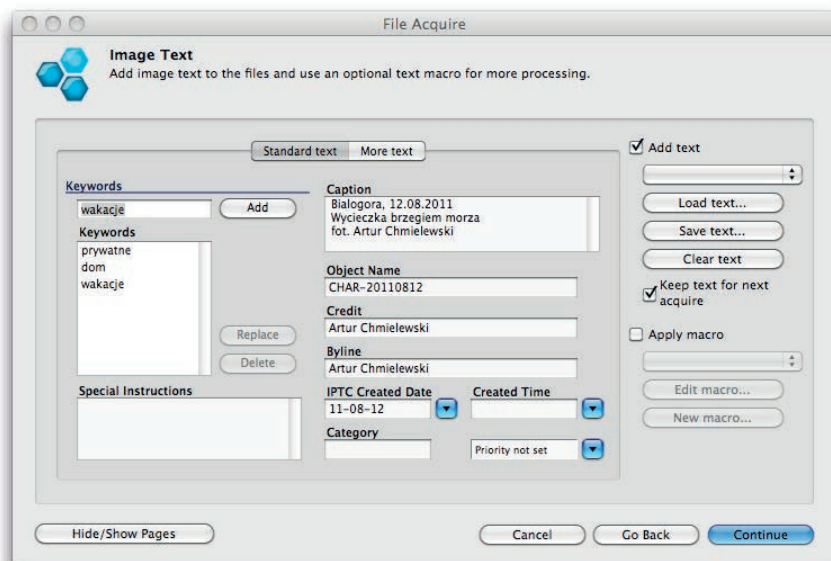 File Acquire
Image Text
Add image text to the files and use an optional text macro for more processing.
Standard text
More text
Keywords
wakacje
Add
Keywords
prywatne
dom
wakacje
Replace
Delete
Special Instructions
Caption
Bialogora, 12.08.2011
Wycieczka brzegiem morza
fot. Artur Chmielewski
Object Name
CHAR-20110812
Credit
Artur Chmielewski
Byline
Artur Chmielewski
IPTC Created Date
11-08-12
Created Time
Category
Priority not set
Add text
Load text...
Save text...
Clear text
Keep text for next
acquire
Apply macro
Edit macro...
New macro...
Hide/Show Pages
Cancel
Go Back
Continue